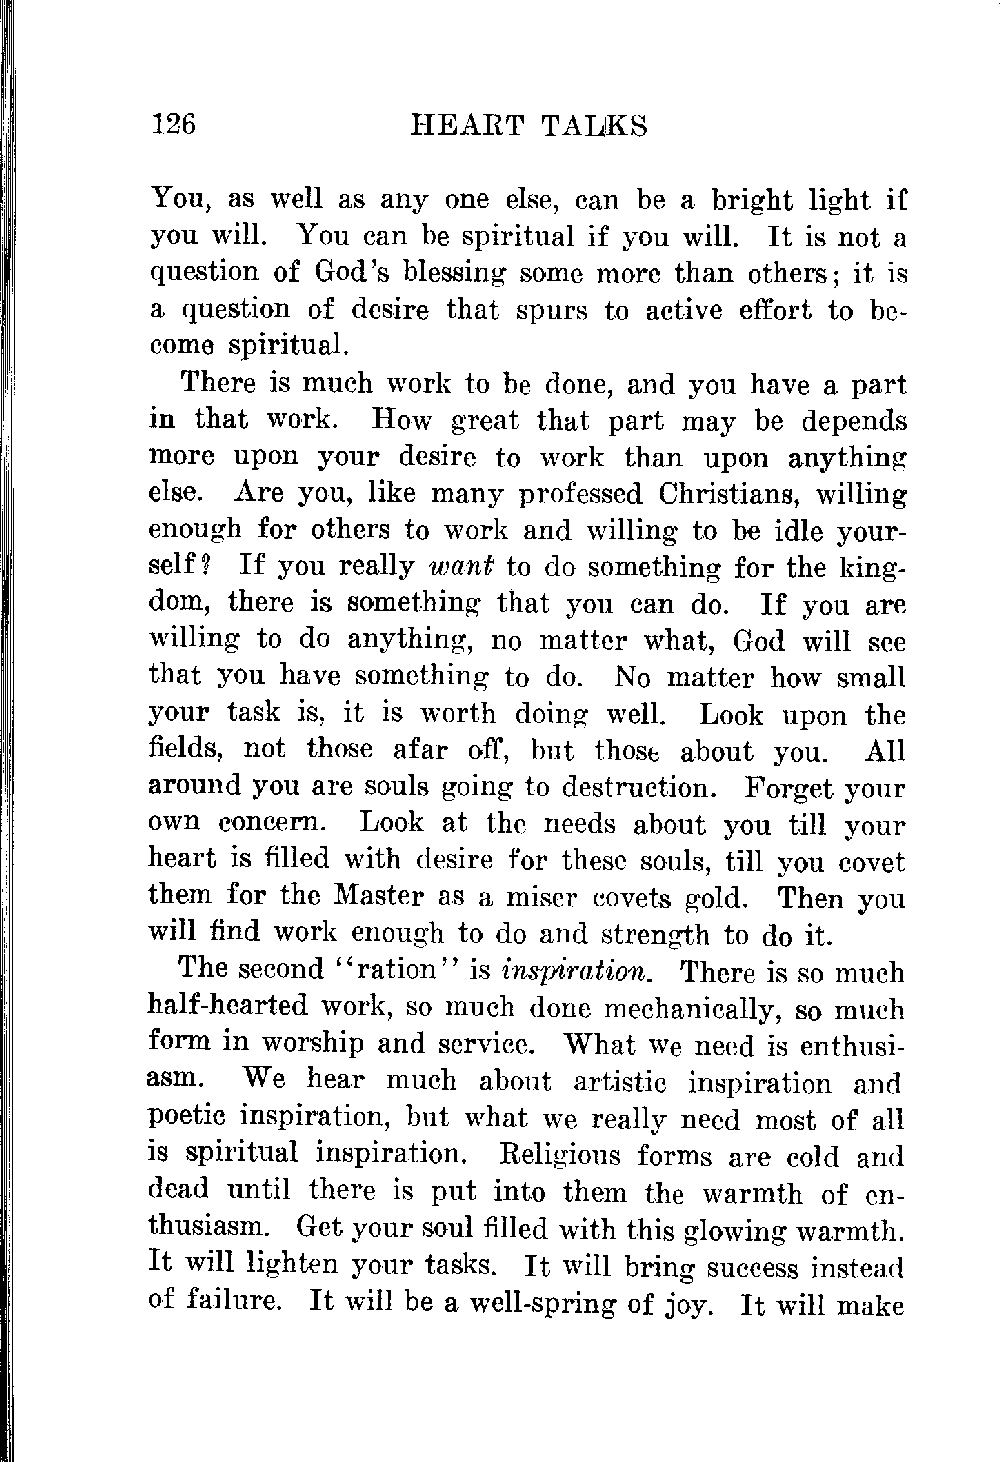 126 HEART TALKS
You, as well as any one else, can be a bright light if
you will. You can be spiritual if you will. It is not a
question of God's blessing some more than others; it is
a question of desire that spurs to active effort to be-
come spiritual.
There is much work to be done, and you have a part
in that work. How great that part may be depends
more upon your desire to work than upon anything
else. Are you, like many professed Christians, willing
enough for others to work and willing to be idle your-
self? If you really want to do something for the king-
dom, there is something that you can do. If you are
willing to do anything, no matter what, God will see
that you have something to do. No matter how small
your task is, it is worth doing well. Look upon the
fields, not those afar off, but those about you. All
around you are souls going to destruction. Forget your
own concern. Look at the needs about you till your
heart is filled with desire for these souls, till you covet
them for the Master as a miser covets gold. Then you
will find work enough to do and strength to do it.
The second "ration" is inspiration. There is so much
half-hearted work, so much done mechanically, so much
form in worship and service. What we need is enthusi-
asm. We hear much about artistic inspiration and
poetic inspiration, but what we really need most of all
is spiritual inspiration. Religious forms are cold and
dead until there is put into them the warmth of en-
thusiasm. Get your soul filled with this glowing warmth.
It will lighten your tasks. It will bring success instead
of failure. It will be a well-spring of joy. It will make